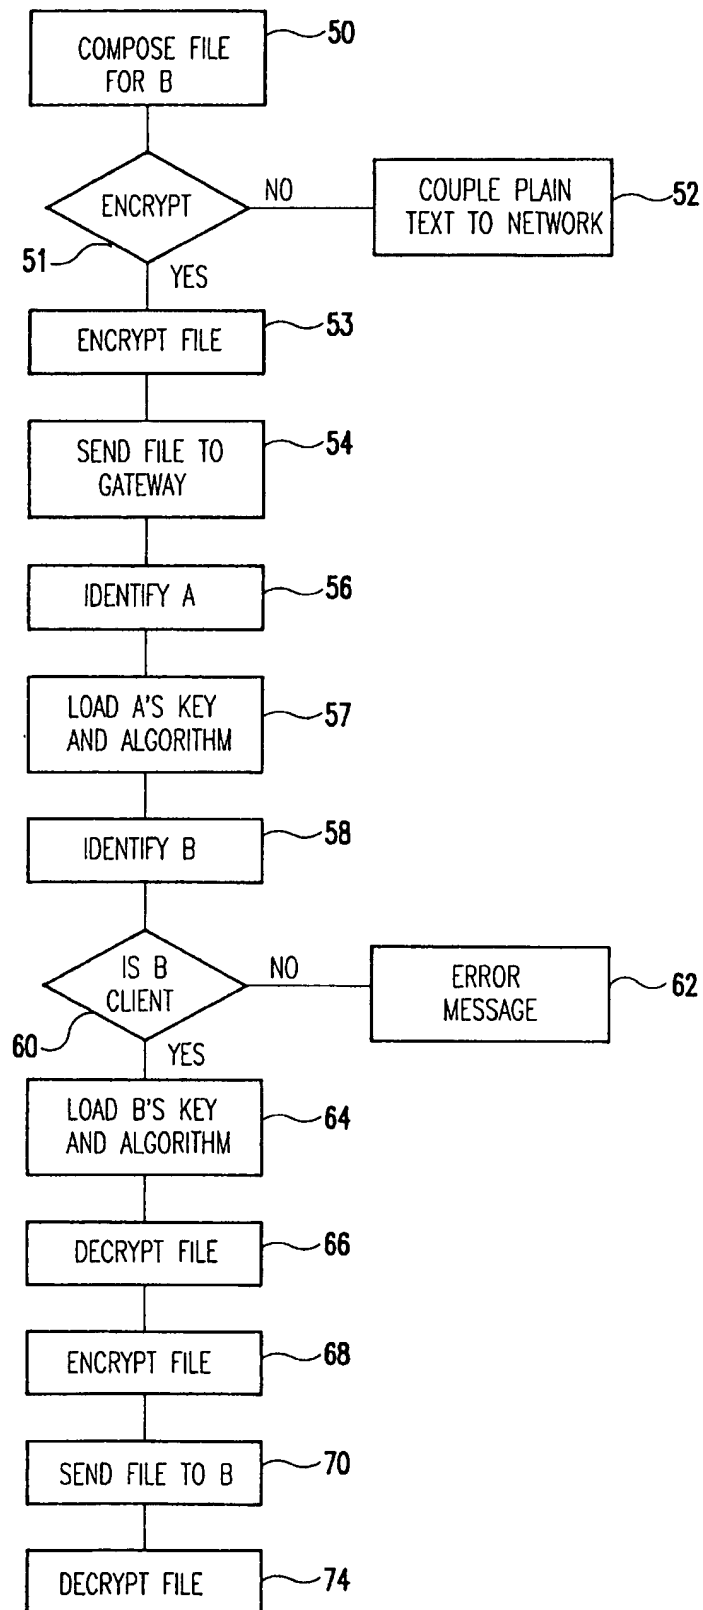 COMPOSE FILE
FOR B
50
ENCRYPT
NO
COUPLE PLAIN
TEXT TO NETWORK
52
51
YES
ENCRYPT FILE
53
SEND FILE TO
GATEWAY
54
IDENTIFY A
56
LOAD A'S KEY
AND ALGORITHM
57
IDENTIFY B
58
IS B
CLIENT
NO
ERROR
MESSAGE
62
60
YES
LOAD B'S KEY
AND ALGORITHM
64
DECRYPT FILE
66
ENCRYPT FILE
68
SEND FILE TO B
70
DECRYPT FILE
74